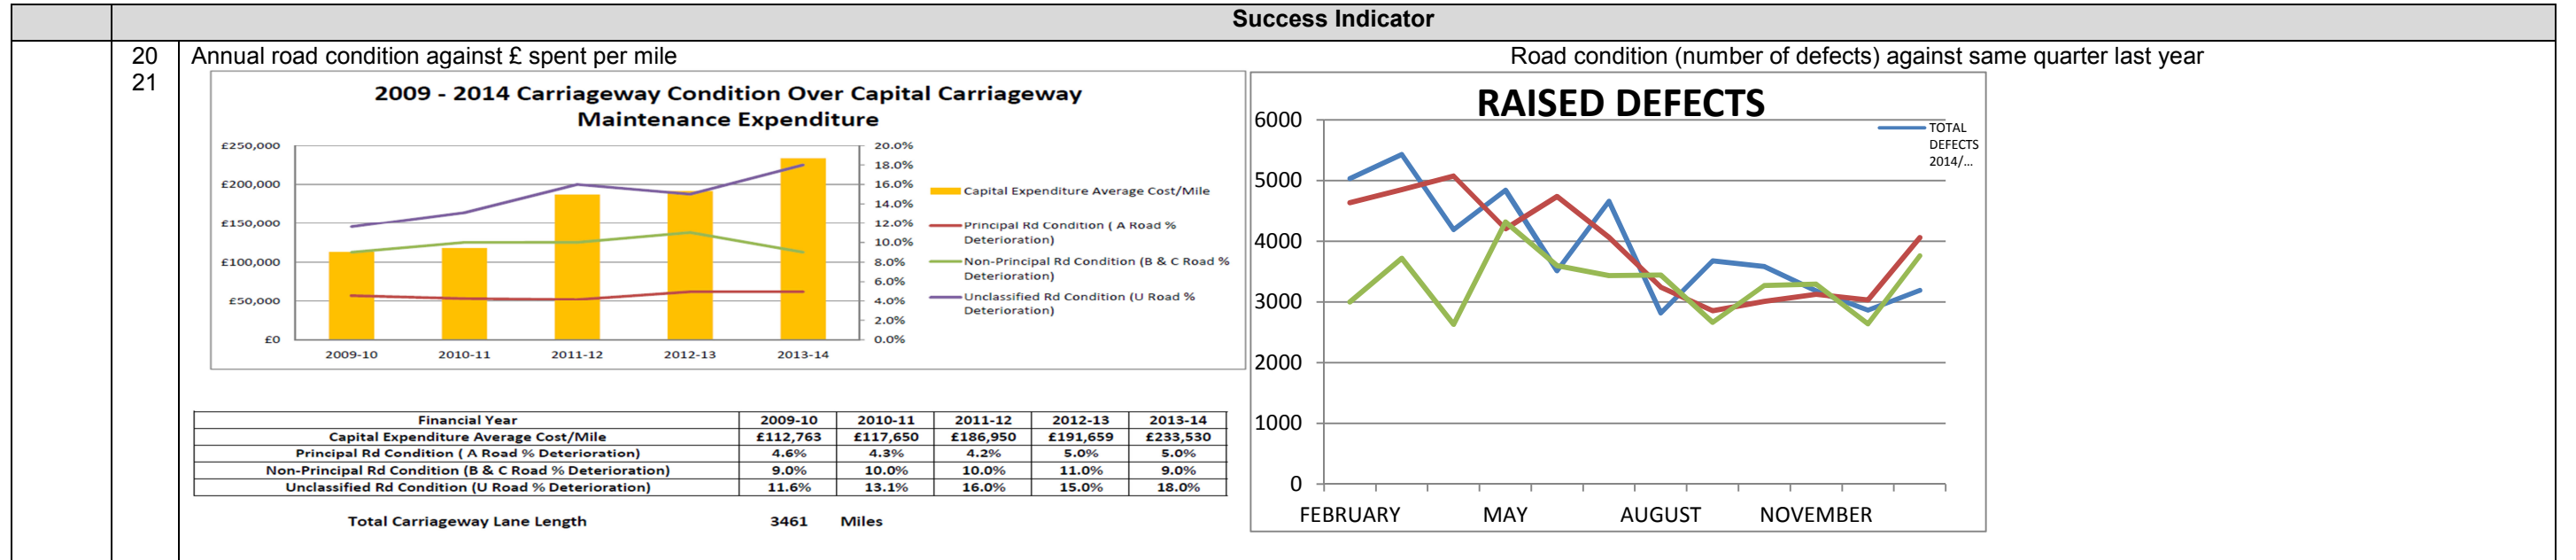 Success Indicator
20
21
Annual road condition against £ spent per mile
Road condition (number of defects) against same quarter last year
2009 - 2014 Carriageway Condition Over Capital Carriageway
Maintenance Expenditure
£250,000
£200,000
£150,000
£100,000
£50,000
£0
20.0%
18.0%
16.0%
14.0%
12.0%
10.0%
8.0%
6.0%
4.0%
2.0%
0.0%
2009-10 2010-11 2011-12 2012-13 2013-14
Capital Expenditure Average Cost/Mile
Principal Rd Condition ( A Road %
Deterioration)
Non-Principal Rd Condition (B & C Road %
Deterioration)
Unclassified Rd Condition (U Road %
Deterioration)
Financial Year 2009-10 2010-11 2011-12 2012-13 2013-14
Capital Expenditure Average Cost/Mile £112,763 £117,650 £186,950 £191,659 £233,530
Principal Rd Condition ( A Road % Deterioration) 4.6% 4.3% 4.2% 5.0% 5.0%
Non-Principal Rd Condition (B & C Road % Deterioration) 9.0% 10.0% 10.0% 11.0% 9.0%
Unclassified Rd Condition (U Road % Deterioration) 11.6% 13.1% 16.0% 15.0% 18.0%
Total Carriageway Lane Length 3461 Miles
RAISED DEFECTS
6000
5000
4000
3000
2000
1000
0
FEBRUARY MAY AUGUST NOVEMBER
TOTAL
DEFECTS
2014/...